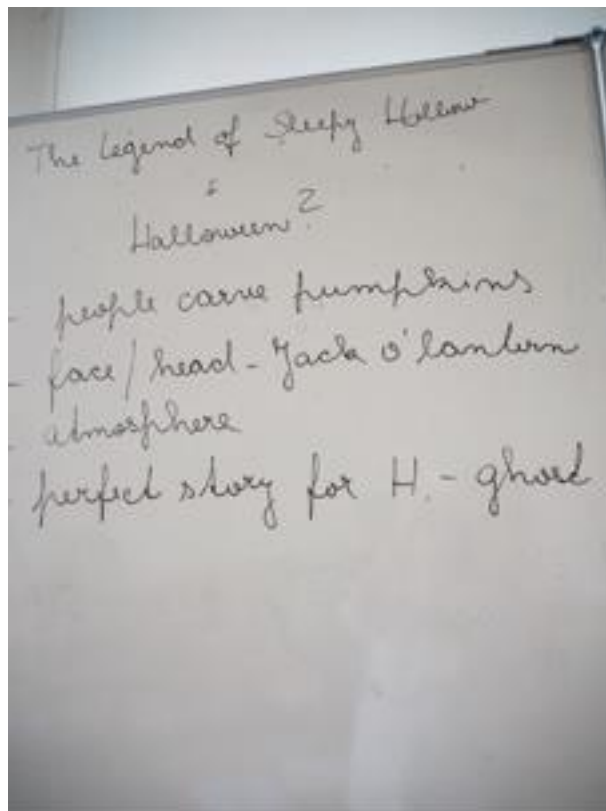 The Legend of Sleepy Hollow
&
Halloween?
- people carve pumpkins
- face/head - Jack o'lantern
- atmosphere
- perfect story for H. - ghost